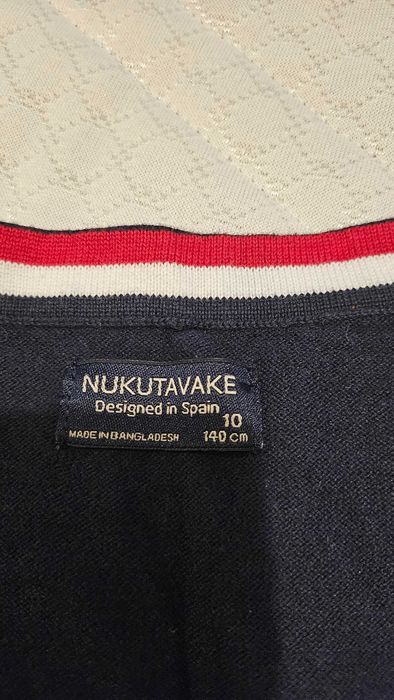 NUKUTAVAKE
Designed in Spain
10
MADE IN BANGLADESH 140 cm